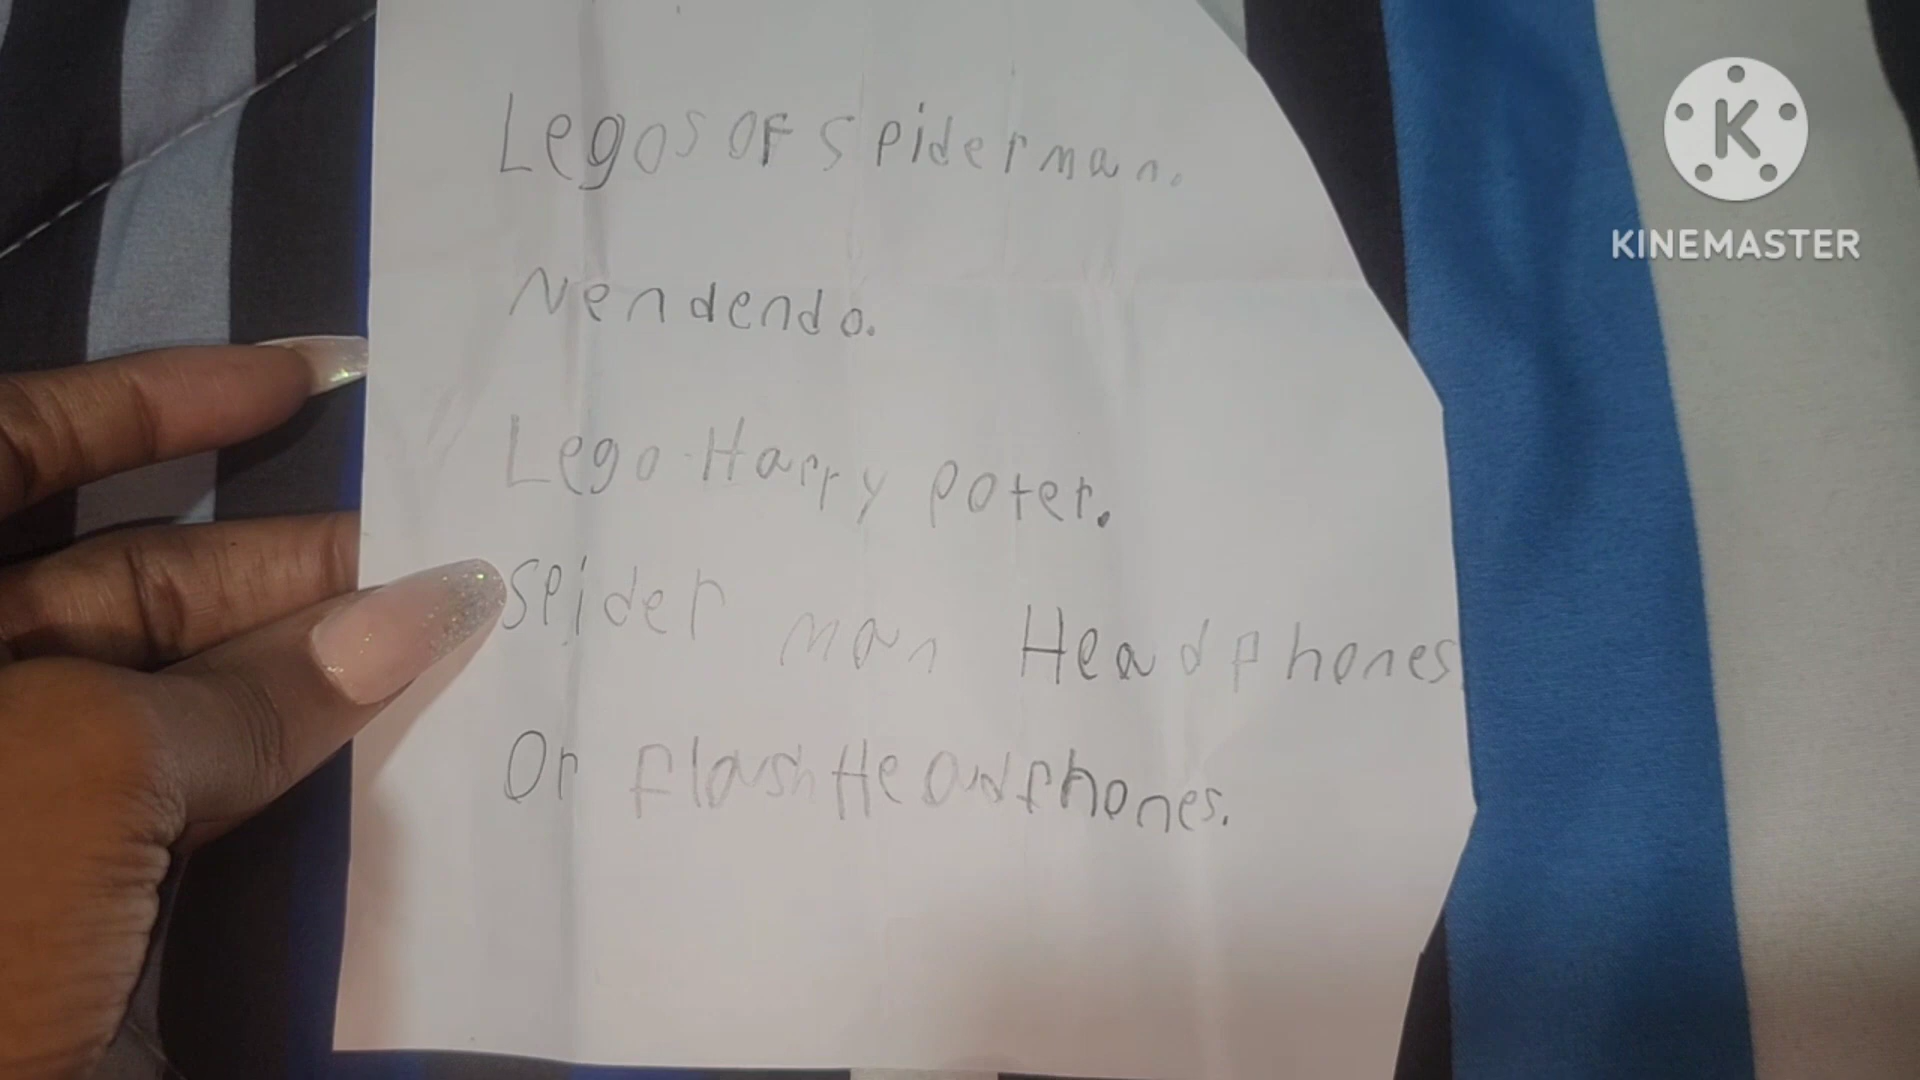 Legos OF Spiderman.
Nendendo.
Lego Harry poter.
Spider man Headphones
Or Flash Headphones.
KINEMASTER